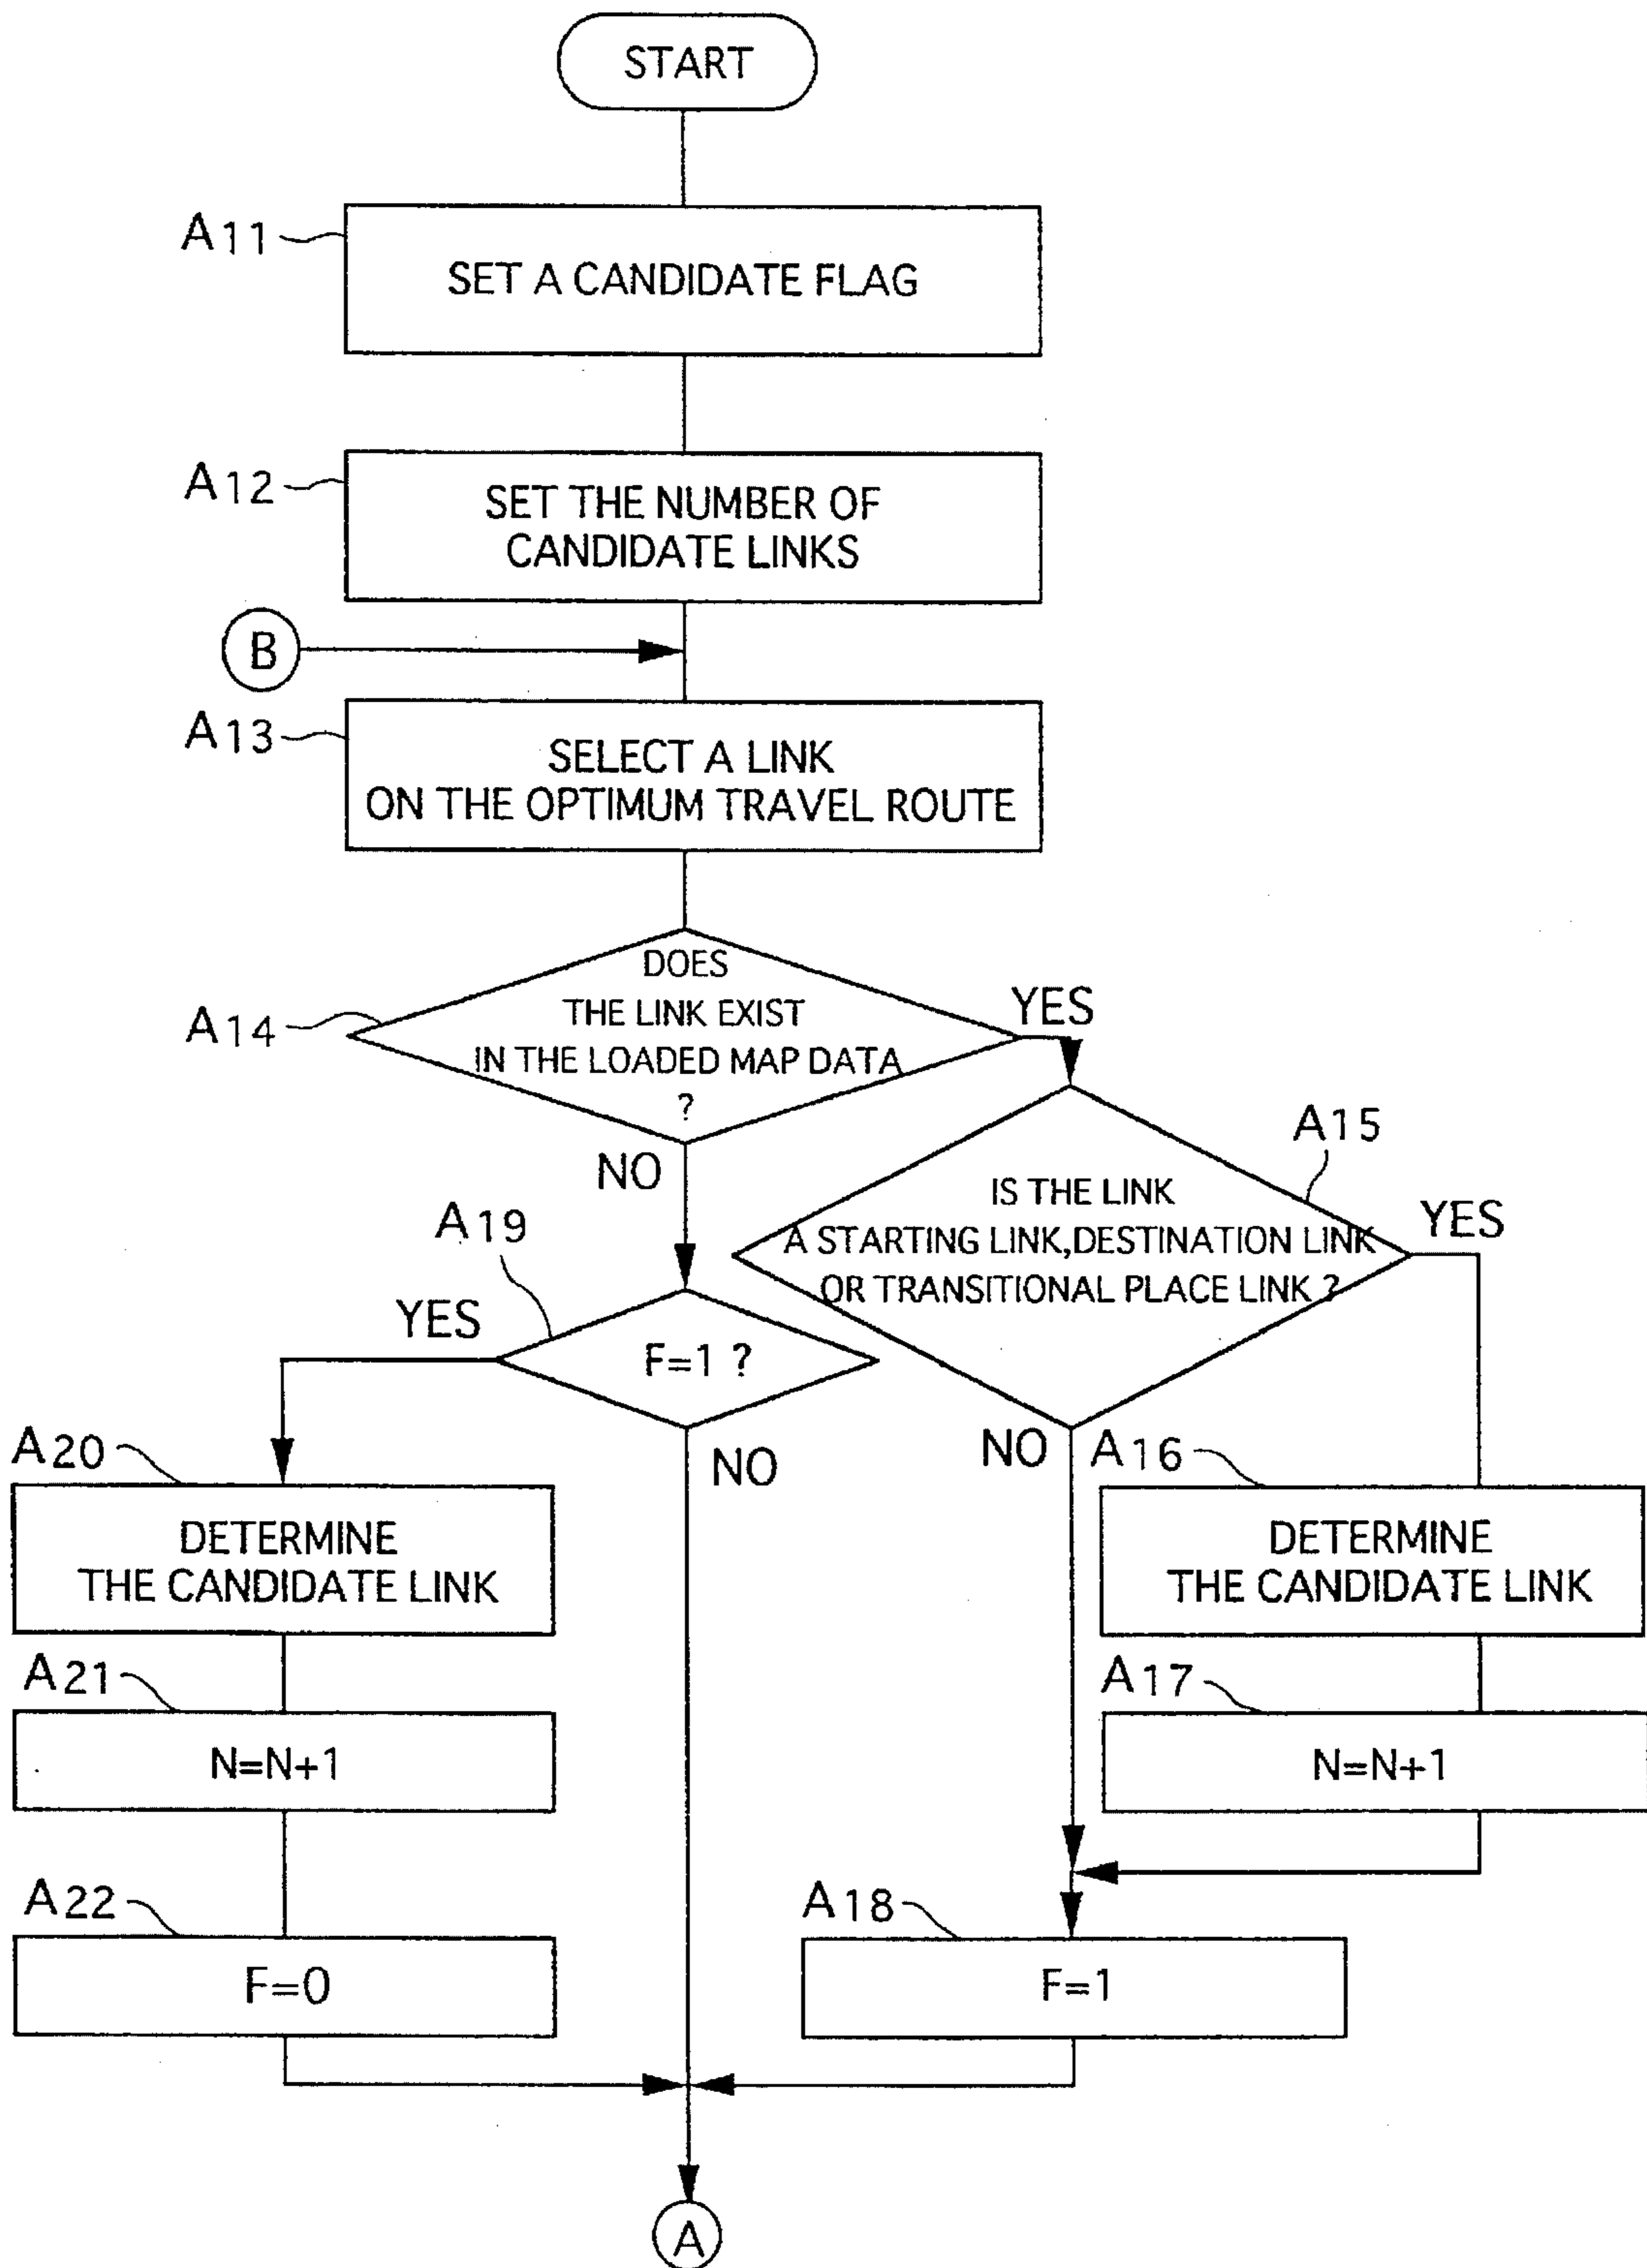 START
A11
SET A CANDIDATE FLAG
A12
SET THE NUMBER OF
CANDIDATE LINKS
B
A13
SELECT A LINK
ON THE OPTIMUM TRAVEL ROUTE
A14
DOES
THE LINK EXIST
IN THE LOADED MAP DATA
?
YES
NO
A15
IS THE LINK
A STARTING LINK,DESTINATION LINK
OR TRANSITIONAL PLACE LINK ?
YES
NO
A19
F=1 ?
YES
NO
A20
DETERMINE
THE CANDIDATE LINK
A16
DETERMINE
THE CANDIDATE LINK
A21
N=N+1
A17
N=N+1
A22
F=0
A18
F=1
A